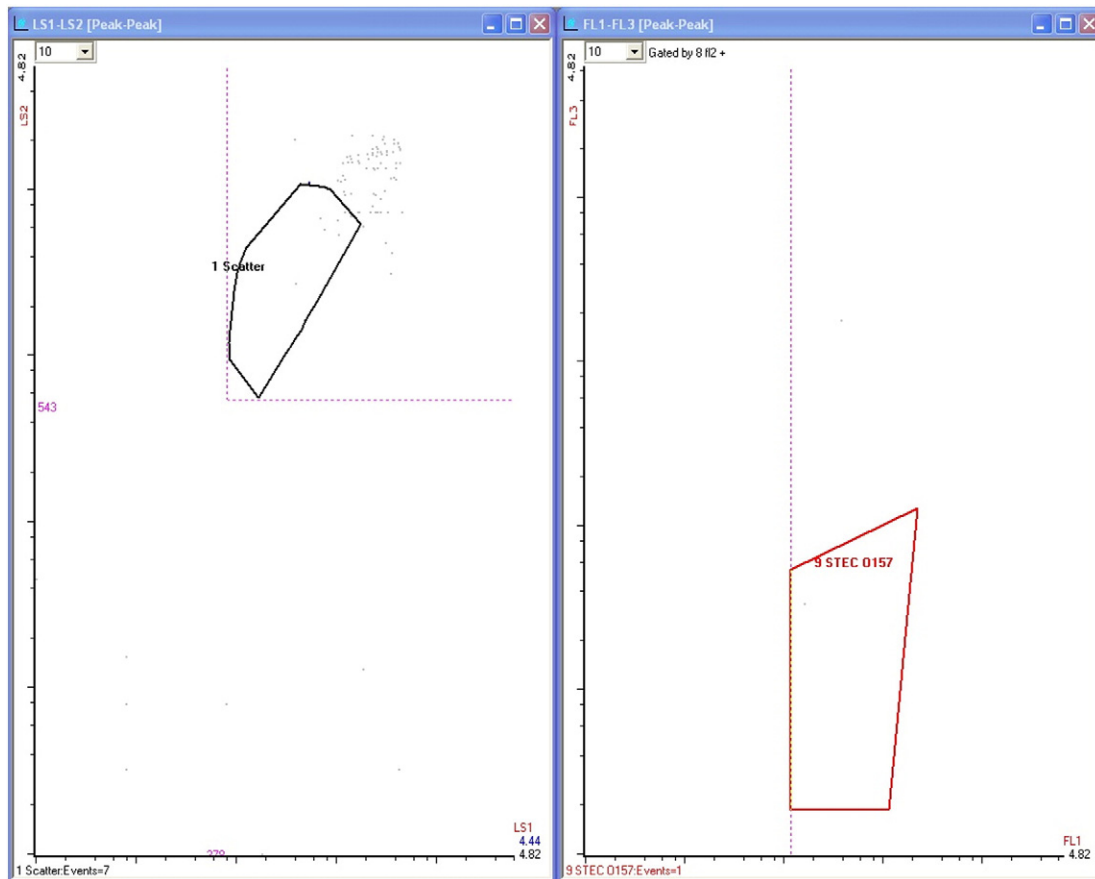 LS1-LS2 [Peak-Peak]
10
4.82
LS2
1 Scatter
543
278
LS1
4.44
4.82
1 Scatter:Events=7
FL1-FL3 [Peak-Peak]
10
Gated by 8 fl2 +
4.82
FL3
9 STEC O157
FL1
4.82
9 STEC O157:Events=1